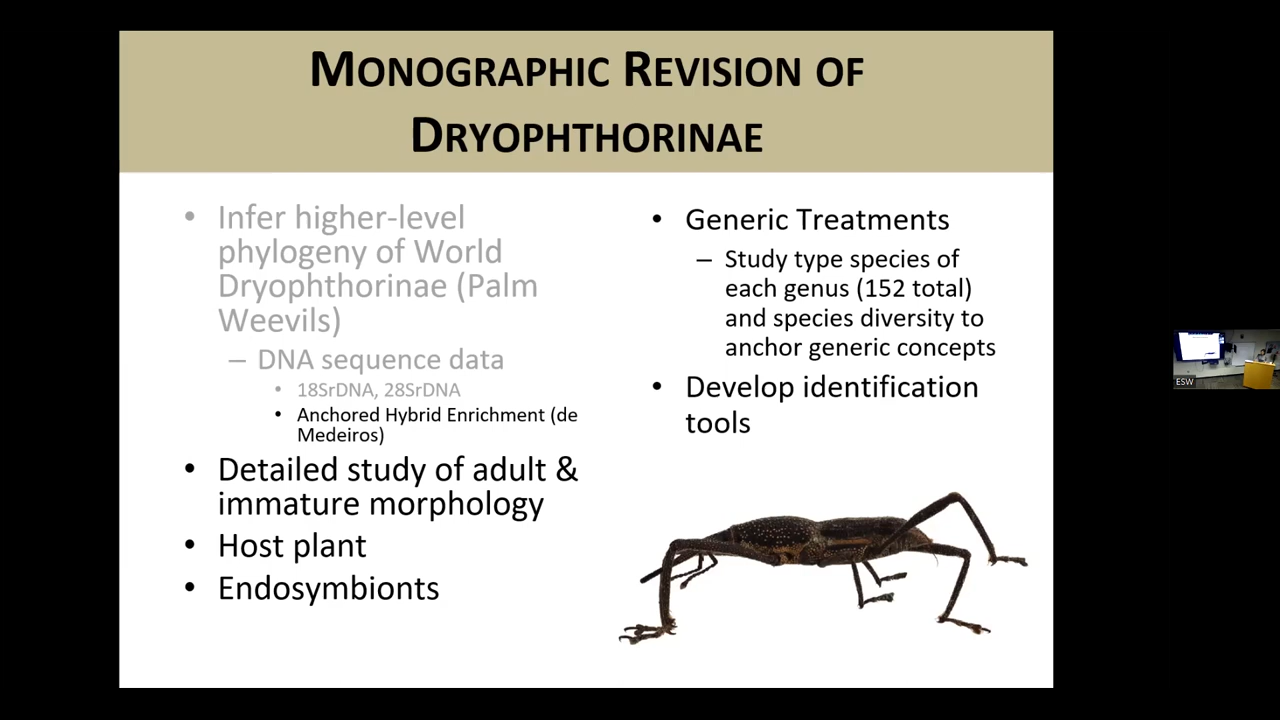 MONOGRAPHIC REVISION OF
DRYOPHTHORINAE
• Infer higher-level
phylogeny of World
Dryophthorinae (Palm
Weevils)
– DNA sequence data
• 18SrDNA, 28SrDNA
• Anchored Hybrid Enrichment (de
Medeiros)
• Detailed study of adult &
immature morphology
• Host plant
• Endosymbionts
• Generic Treatments
– Study type species of
each genus (152 total)
and species diversity to
anchor generic concepts
• Develop identification
tools
ESW